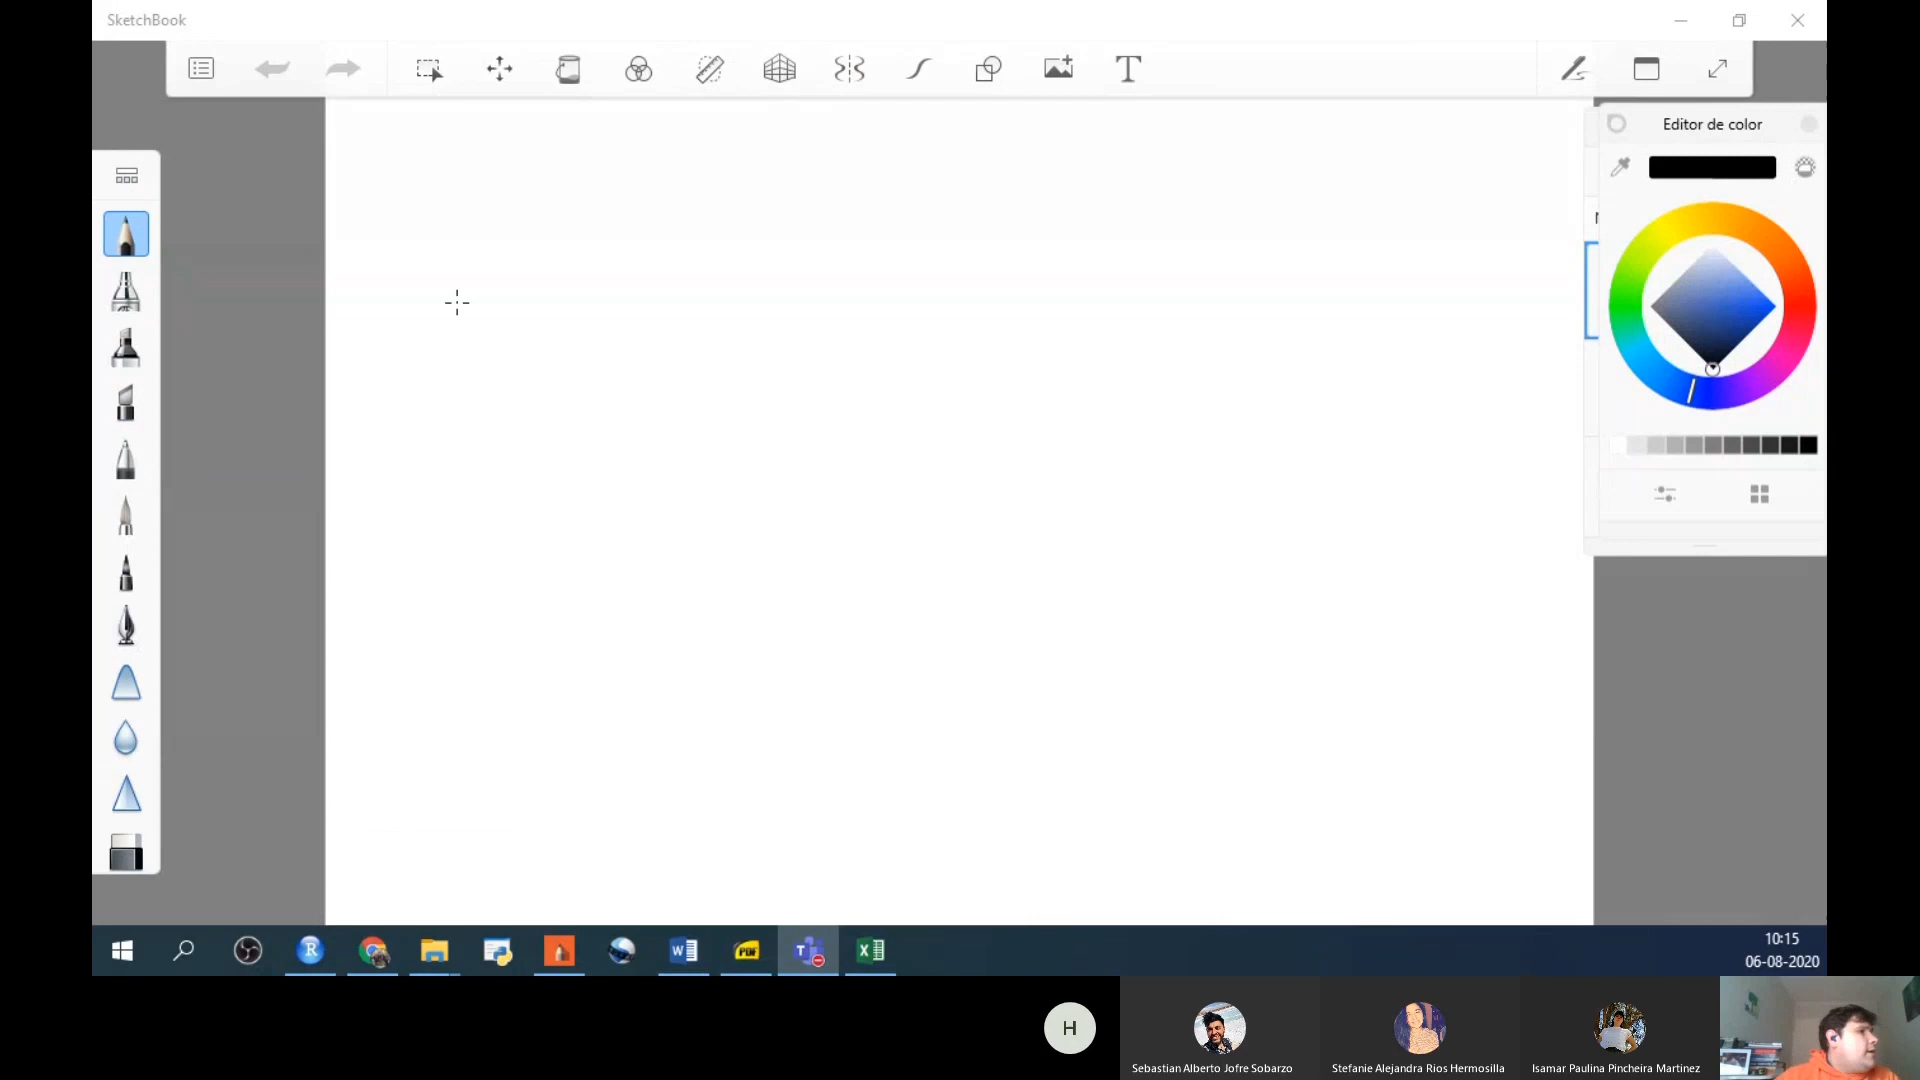 SketchBook
T
Editor de color
R
W
PDF
T
X
10:15
06-08-2020
H
Sebastian Alberto Jofre Sobarzo
Stefanie Alejandra Rios Hermosilla
Isamar Paulina Pincheira Martinez